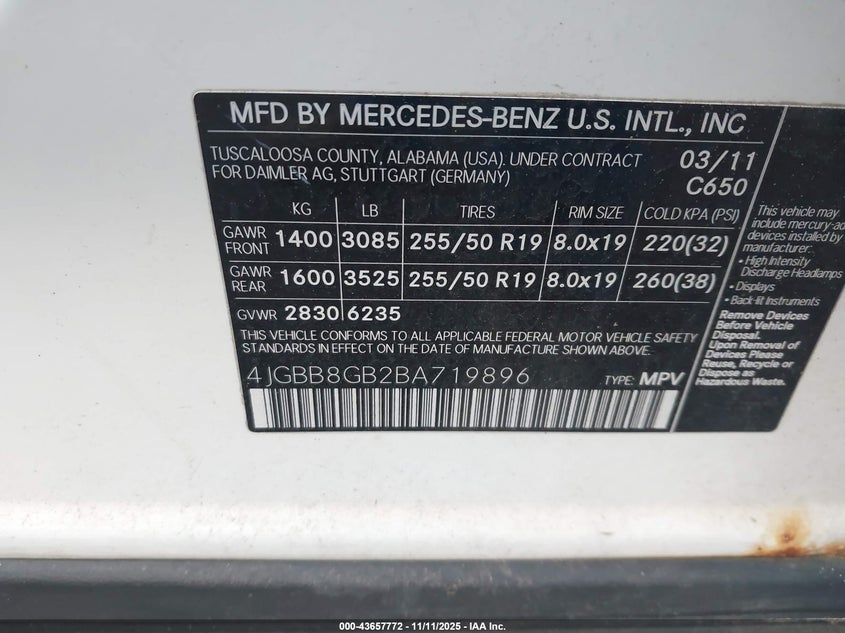 MFD BY MERCEDES-BENZ U.S. INTL., INC
TUSCALOOSA COUNTY, ALABAMA (USA). UNDER CONTRACT
FOR DAIMLER AG, STUTTGART (GERMANY)
03/11
C650
KG LB TIRES RIM SIZE COLD KPA (PSI)
GAWR FRONT 1400 3085 255/50 R19 8.0x19 220(32)
GAWR REAR 1600 3525 255/50 R19 8.0x19 260(38)
GVWR 2830 6235
THIS VEHICLE CONFORMS TO ALL APPLICABLE FEDERAL MOTOR VEHICLE SAFETY
STANDARDS IN EFFECT ON THE DATE OF MANUFACTURE SHOWN ABOVE.
4JGBB8GB2BA719896
TYPE: MPV
This vehicle may
include mercury-ad
devices installed by
manufacturer:
• High Intensity
Discharge Headlamps
• Displays
• Back-lit Instruments
Remove Devices
Before Vehicle
Disposal.
Upon Removal of
Devices Please
Reuse, Recycle or
Dispose as
Hazardous Waste.
000-43657772 - 11/11/2025 - IAA Inc.